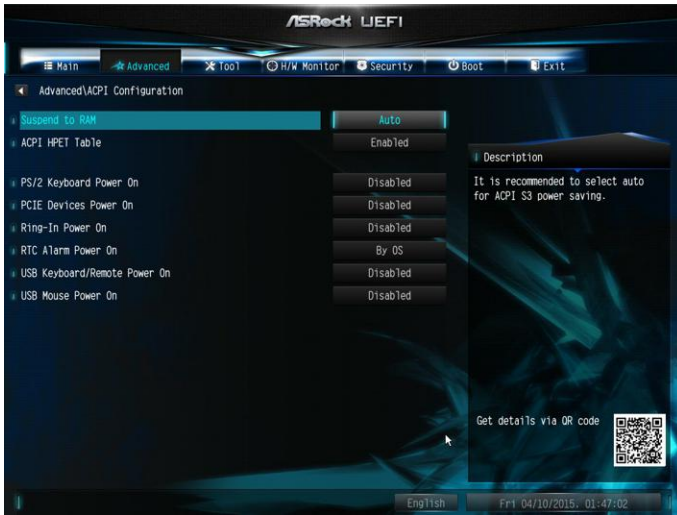 ASRock UEFI
Main Advanced Tool H/W Monitor Security Boot Exit
Advanced\ACPI Configuration
Suspend to RAM Auto
ACPI HPET Table Enabled
Description
It is recommended to select auto
for ACPI S3 power saving.
PS/2 Keyboard Power On Disabled
PCIE Devices Power On Disabled
Ring-In Power On Disabled
RTC Alarm Power On By OS
USB Keyboard/Remote Power On Disabled
USB Mouse Power On Disabled
Get details via QR code
English Fri 04/10/2015. 01:47:02